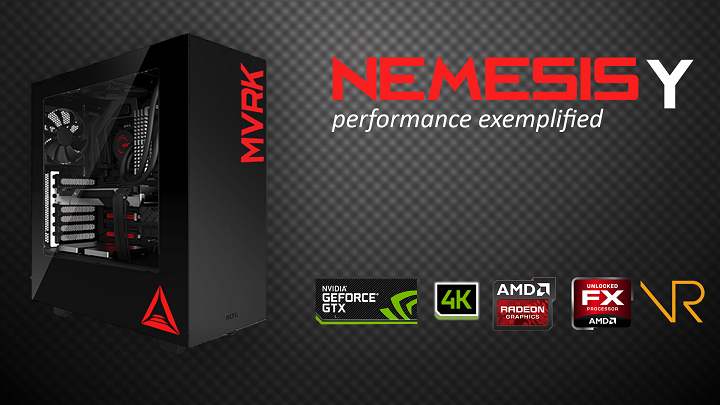 MVRK
NEMESIS Y
performance exemplified
NVIDIA
GEFORCE
GTX
4K
AMD
RADEON
GRAPHICS
UNLOCKED
FX
PROCESSOR
AMD
VR